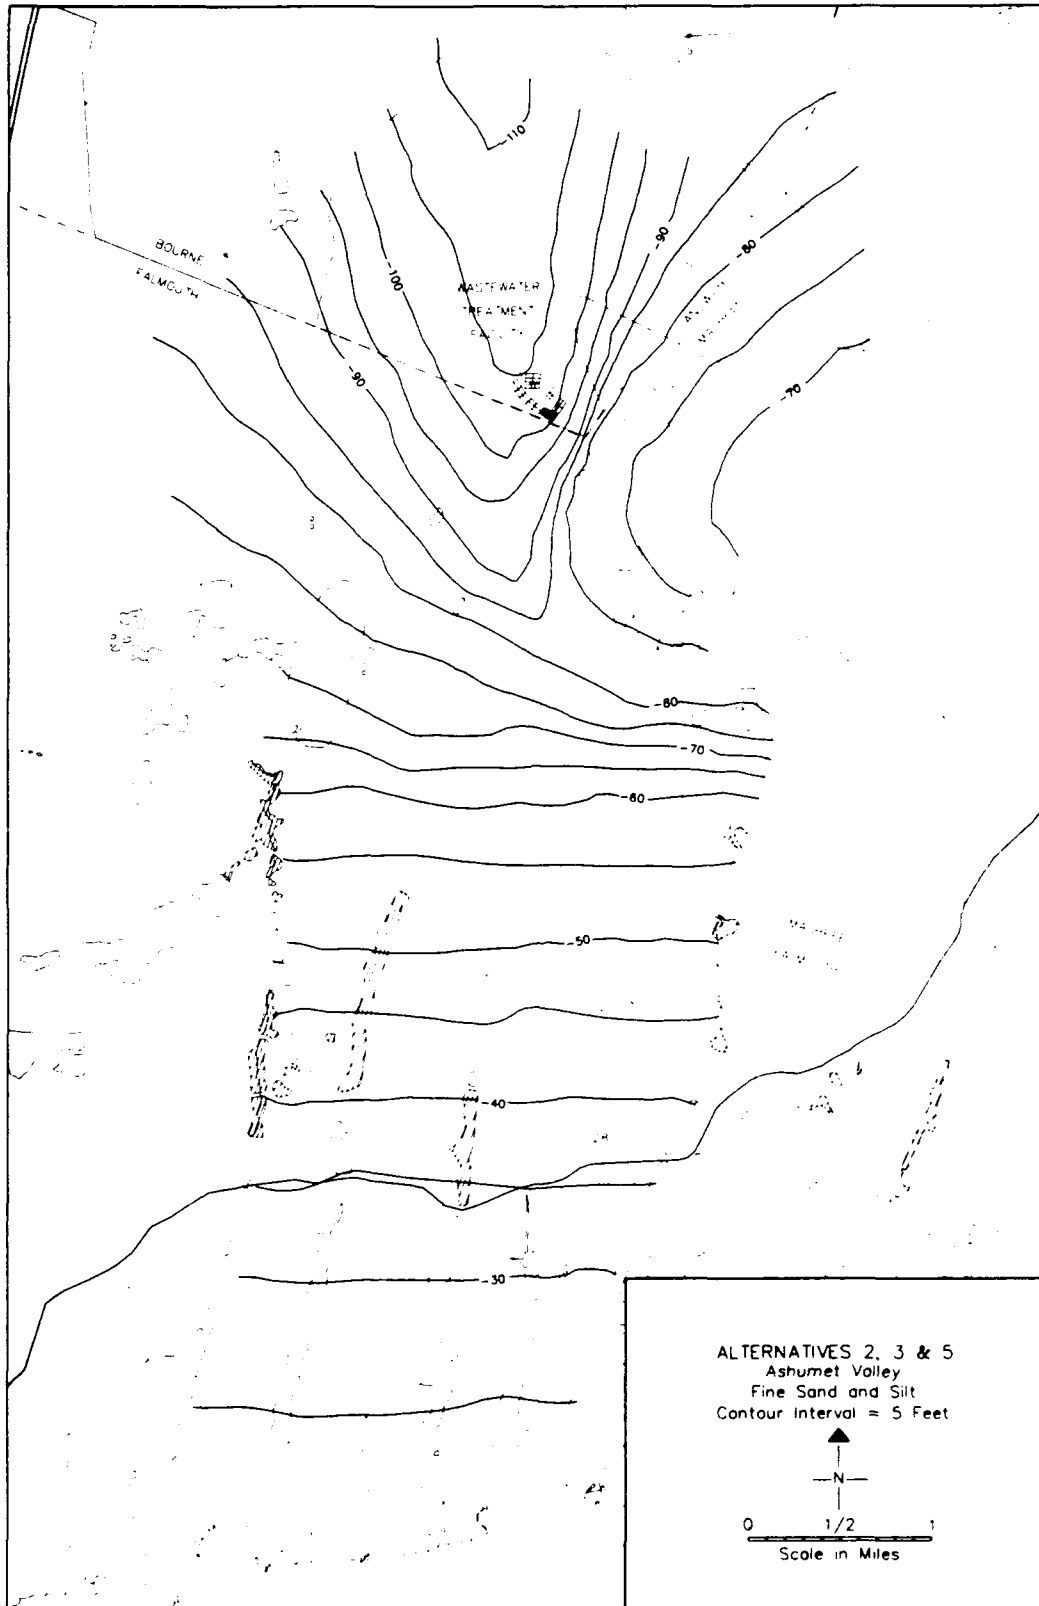 -110
-90
-80
BOURNE
FALMOUTH
-100
WASTEWATER
TREATMENT
-90
-70
-80
-70
-60
-50
-40
-30
ALTERNATIVES 2, 3 & 5
Ashumet Valley
Fine Sand and Silt
Contour Interval = 5 Feet
N
0 1/2 1
Scale in Miles